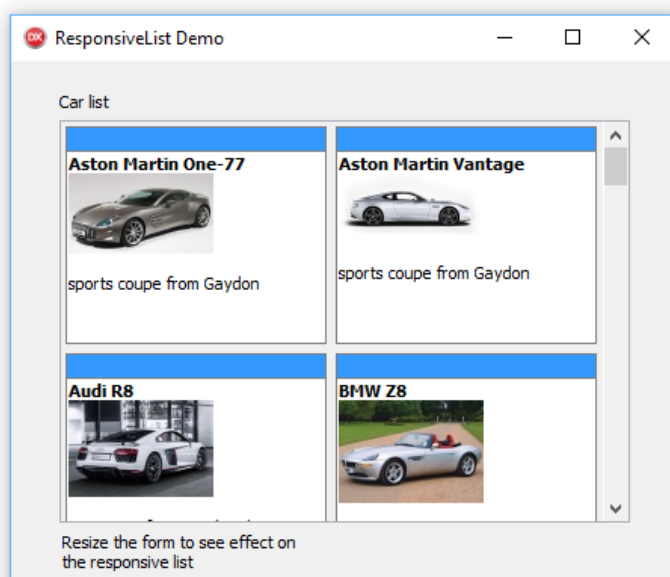 ResponsiveList Demo
Car list
Aston Martin One-77
sports coupe from Gaydon
Aston Martin Vantage
sports coupe from Gaydon
Audi R8
BMW Z8
Resize the form to see effect on
the responsive list